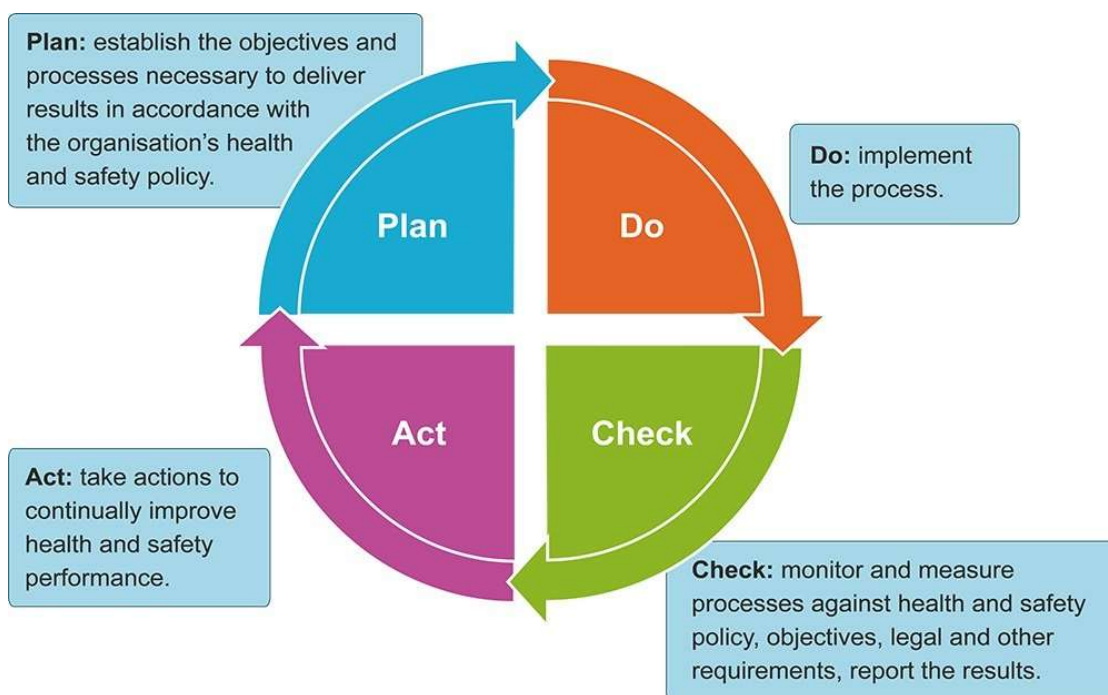 Plan: establish the objectives and
processes necessary to deliver
results in accordance with
the organisation’s health
and safety policy.
Do: implement
the process.
Plan
Do
Act
Check
Act: take actions to
continually improve
health and safety
performance.
Check: monitor and measure
processes against health and safety
policy, objectives, legal and other
requirements, report the results.